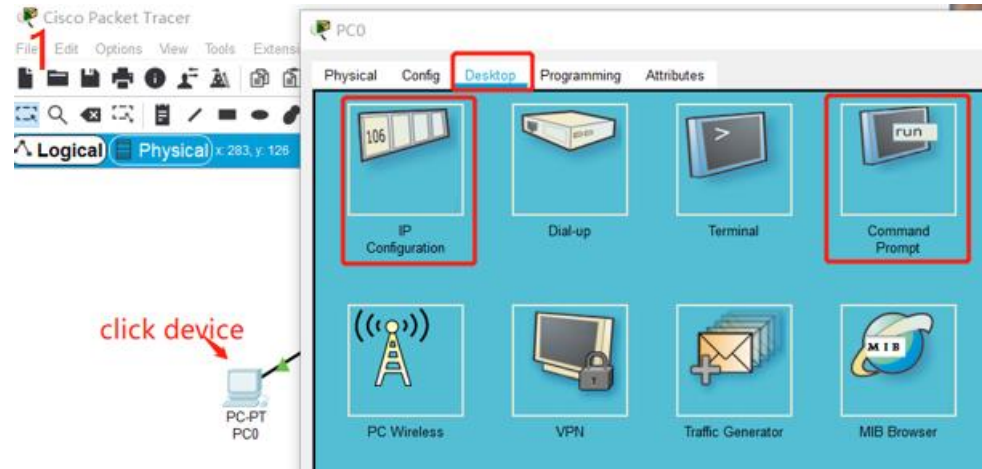 Cisco Packet Tracer
1
File Edit Options View Tools
Logical Physical x: 283, y: 126
click device
PC-PT
PC0
PC0
Physical Config Desktop Programming Attributes
106
>
run
IP
Configuration
Dial-up
Terminal
Command
Prompt
MIB
PC Wireless
VPN
Traffic Generator
MIB Browser